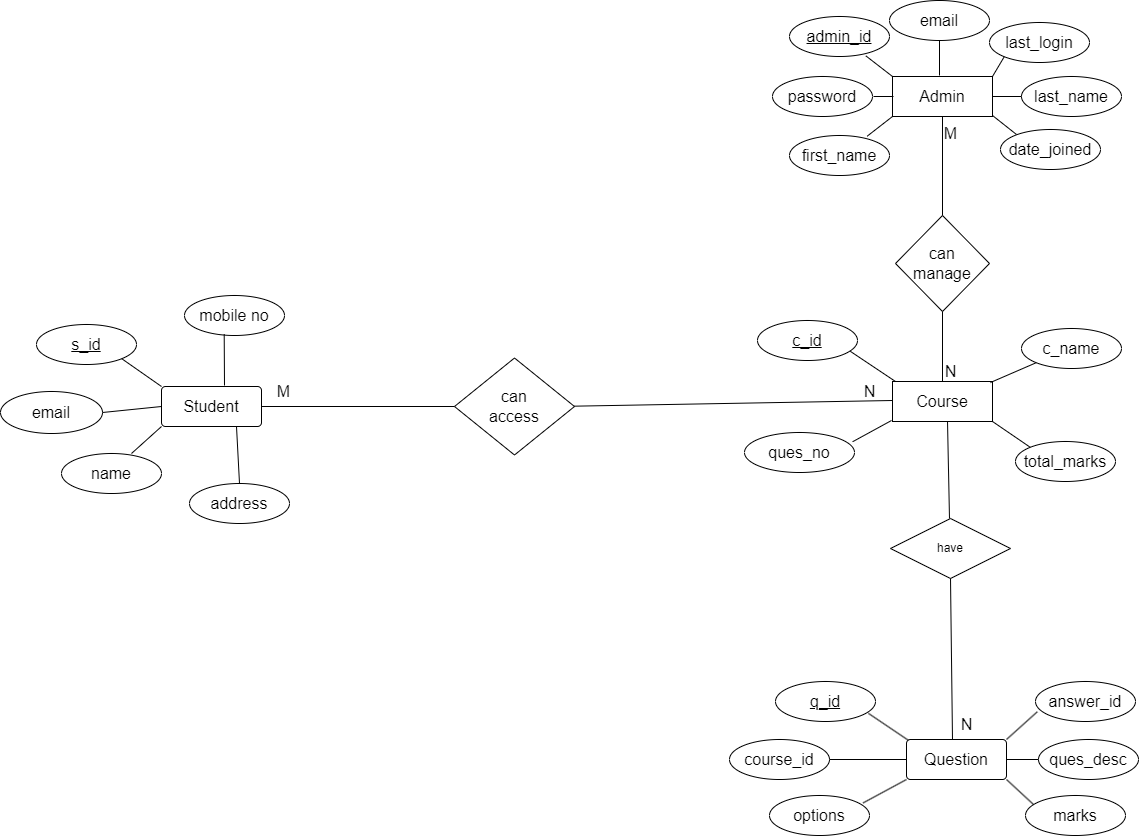 email
admin_id
last_login
password
Admin
last_name
M
first_name
date_joined
can
manage
mobile no
s_id
c_id
c_name
N
M
can
access
N
email
Student
Course
name
ques_no
total_marks
address
have
q_id
answer_id
N
course_id
Question
ques_desc
options
marks